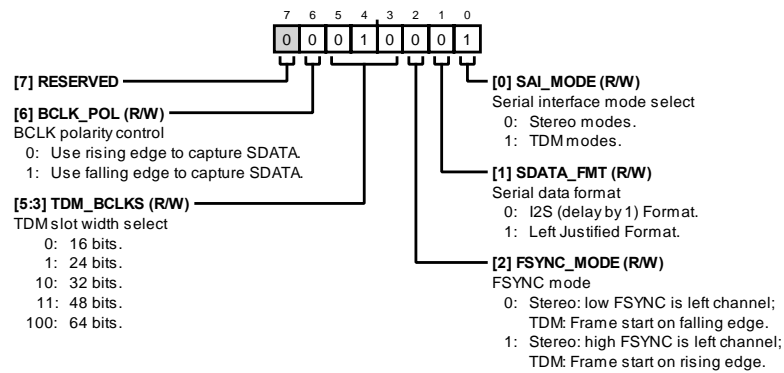 7 6 5 4 3 2 1 0
0 0 0 1 0 0 0 1
[7] RESERVED
[6] BCLK_POL (R/W)
BCLK polarity control
0: Use rising edge to capture SDATA.
1: Use falling edge to capture SDATA.
[5:3] TDM_BCLKS (R/W)
TDM slot width select
0: 16 bits.
1: 24 bits.
10: 32 bits.
11: 48 bits.
100: 64 bits.
[0] SAI_MODE (R/W)
Serial interface mode select
0: Stereo modes.
1: TDM modes.
[1] SDATA_FMT (R/W)
Serial data format
0: I2S (delay by 1) Format.
1: Left Justified Format.
[2] FSYNC_MODE (R/W)
FSYNC mode
0: Stereo: low FSYNC is left channel;
TDM: Frame start on falling edge.
1: Stereo: high FSYNC is left channel;
TDM: Frame start on rising edge.